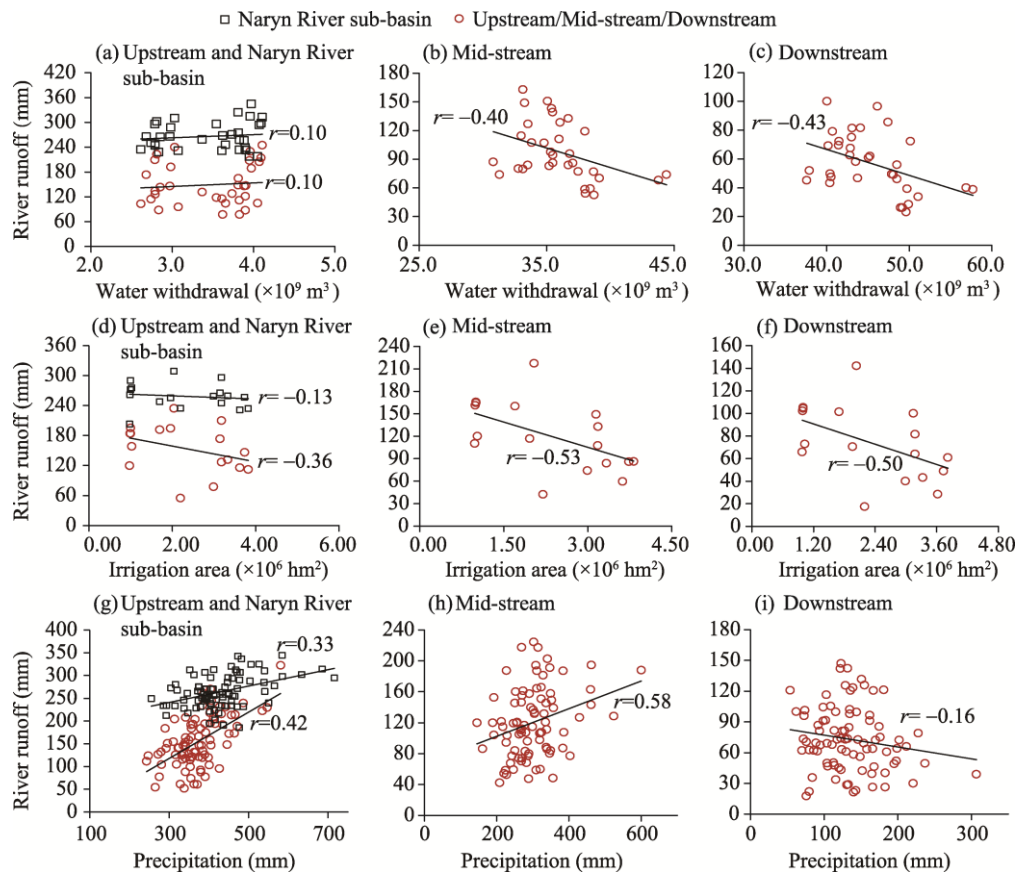 Naryn River sub-basin Upstream/Mid-stream/Downstream
(a) Upstream and Naryn River sub-basin
River runoff (mm)
420
360
300
240
180
120
60
0
r=0.10
r=0.10
2.0 3.0 4.0 5.0
Water withdrawal (×10⁹ m³)
(b) Mid-stream
180
150
120
90
60
30
0
r= −0.40
25.0 35.0 45.0
Water withdrawal (×10⁹ m³)
(c) Downstream
120
100
80
60
40
20
0
r= −0.43
30.0 40.0 50.0 60.0
Water withdrawal (×10⁹ m³)
(d) Upstream and Naryn River
sub-basin
River runoff (mm)
360
300
240
180
120
60
0
r= −0.13
r= −0.36
0.00 2.00 4.00 6.00
Irrigation area (×10⁶ hm²)
(e) Mid-stream
240
210
180
150
120
90
60
30
0
r= −0.53
0.00 1.50 3.00 4.50
Irrigation area (×10⁶ hm²)
(f) Downstream
160
140
120
100
80
60
40
20
0
r= −0.50
0.00 1.20 2.40 3.60 4.80
Irrigation area (×10⁶ hm²)
(g) Upstream and Naryn River
sub-basin
River runoff (mm)
400
350
300
250
200
150
100
50
0
r=0.33
r=0.42
100 300 500 700
Precipitation (mm)
(h) Mid-stream
240
200
160
120
80
40
0
r=0.58
0 200 400 600
Precipitation (mm)
(i) Downstream
180
150
120
90
60
30
0
r= −0.16
0 100 200 300
Precipitation (mm)